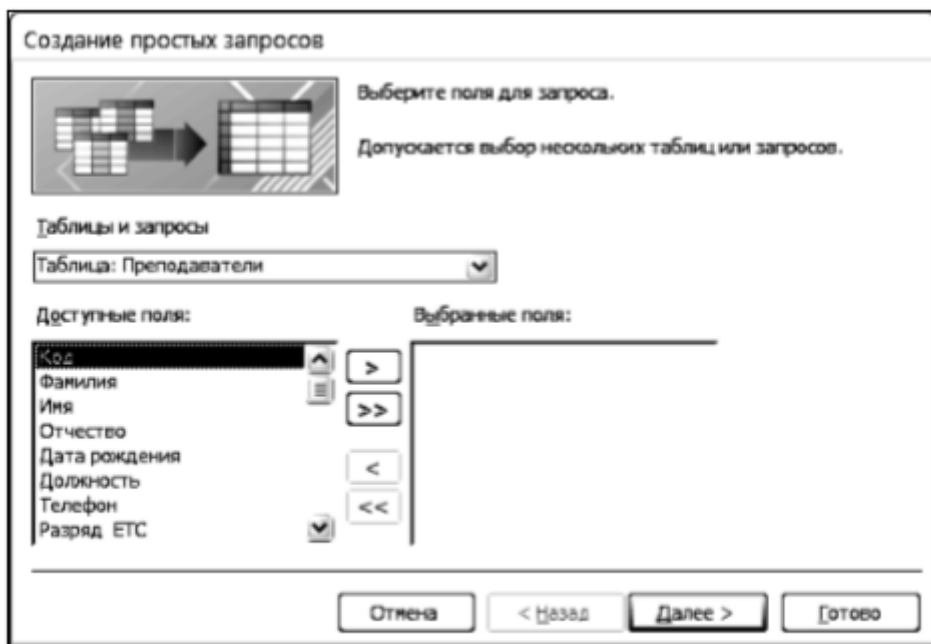 Создание простых запросов
Выберите поля для запроса.
Допускается выбор нескольких таблиц или запросов.
Таблицы и запросы
Таблица: Преподаватели
Доступные поля:
Выбранные поля:
Код
Фамилия
Имя
Отчество
Дата рождения
Должность
Телефон
Разряд ЕТС
>
>>
<
<<
Отмена
< Назад
Далее >
Готово